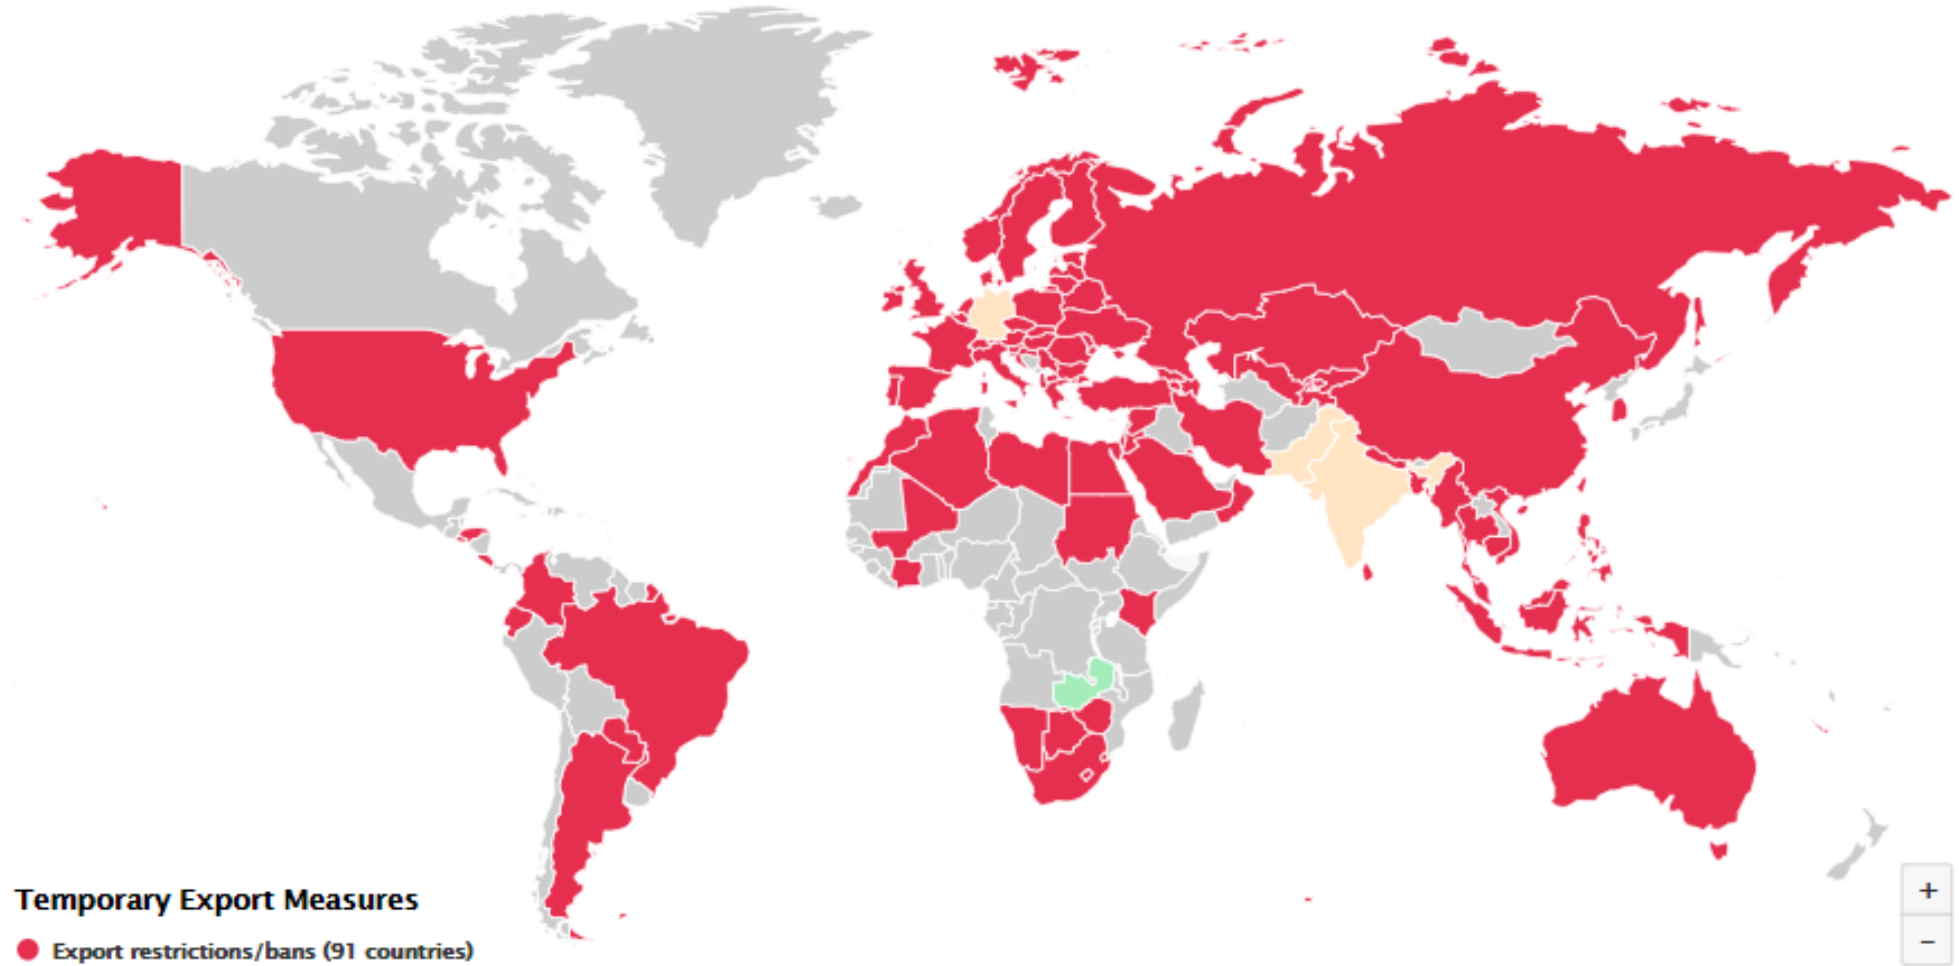 Temporary Export Measures
Export restrictions/bans (91 countries)
+
−